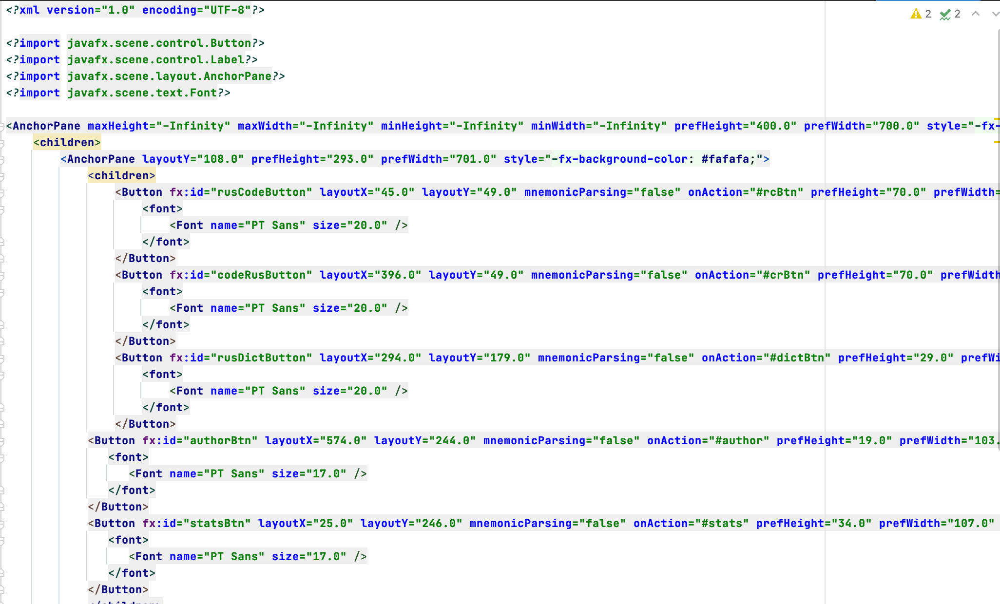 <?xml version="1.0" encoding="UTF-8"?>
2 2
<?import javafx.scene.control.Button?>
<?import javafx.scene.control.Label?>
<?import javafx.scene.layout.AnchorPane?>
<?import javafx.scene.text.Font?>
<AnchorPane maxHeight="-Infinity" maxWidth="-Infinity" minHeight="-Infinity" minWidth="-Infinity" prefHeight="400.0" prefWidth="700.0" style="-fx-
<children>
<AnchorPane layoutY="108.0" prefHeight="293.0" prefWidth="701.0" style="-fx-background-color: #fafafa;">
<children>
<Button fx:id="rusCodeButton" layoutX="45.0" layoutY="49.0" mnemonicParsing="false" onAction="#rcBtn" prefHeight="70.0" prefWidth=
<font>
<Font name="PT Sans" size="20.0" />
</font>
</Button>
<Button fx:id="codeRusButton" layoutX="396.0" layoutY="49.0" mnemonicParsing="false" onAction="#crBtn" prefHeight="70.0" prefWidth
<font>
<Font name="PT Sans" size="20.0" />
</font>
</Button>
<Button fx:id="rusDictButton" layoutX="294.0" layoutY="179.0" mnemonicParsing="false" onAction="#dictBtn" prefHeight="29.0" prefWi
<font>
<Font name="PT Sans" size="20.0" />
</font>
</Button>
<Button fx:id="authorBtn" layoutX="574.0" layoutY="244.0" mnemonicParsing="false" onAction="#author" prefHeight="19.0" prefWidth="103.
<font>
<Font name="PT Sans" size="17.0" />
</font>
</Button>
<Button fx:id="statsBtn" layoutX="25.0" layoutY="246.0" mnemonicParsing="false" onAction="#stats" prefHeight="34.0" prefWidth="107.0"
<font>
<Font name="PT Sans" size="17.0" />
</font>
</Button>